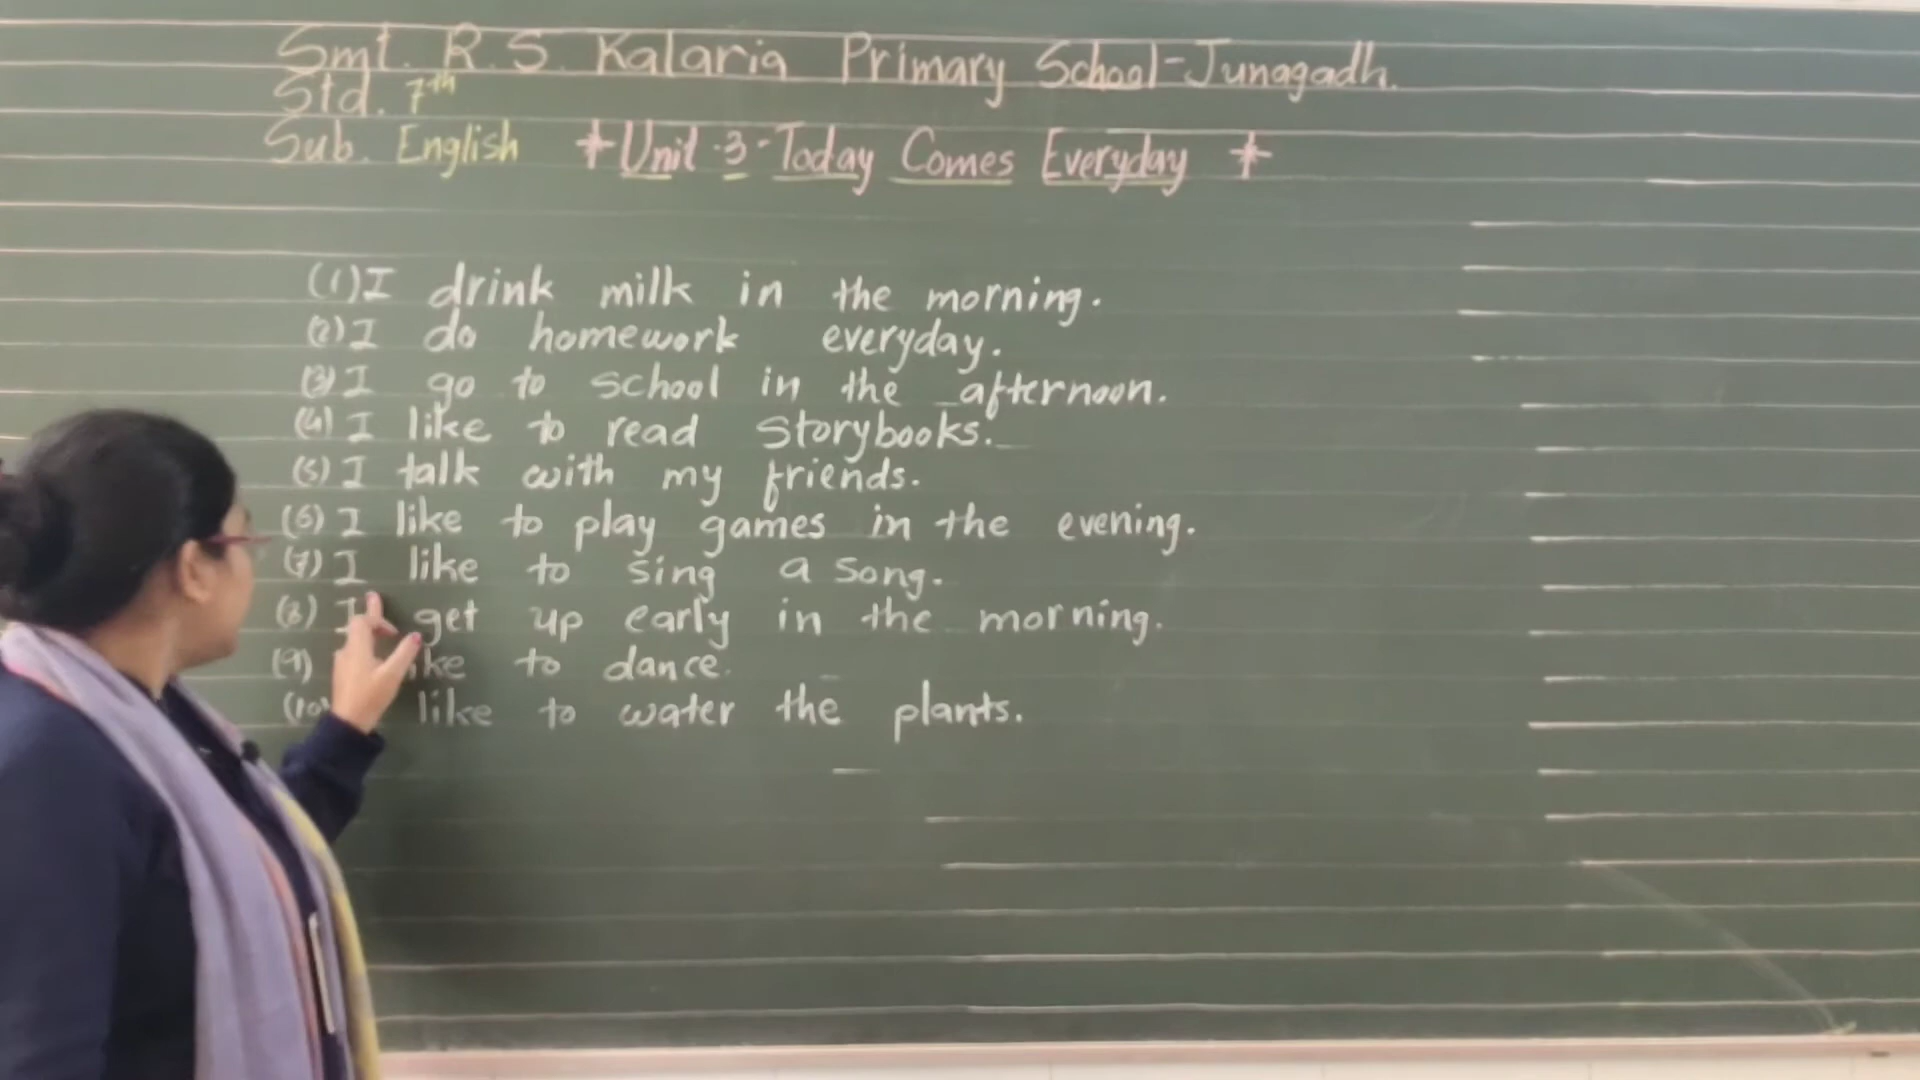 Smt. R.S. Kalaria Primary School-Junagadh.
Std. 7th
Sub. English + Unit-3-Today Comes Everyday +
(1) I drink milk in the morning.
(2) I do homework everyday.
(3) I go to school in the afternoon.
(4) I like to read storybooks.
(5) I talk with my friends.
(6) I like to play games in the evening.
(7) I like to sing a song.
(8) I get up early in the morning.
(9) like to dance.
(10) like to water the plants.